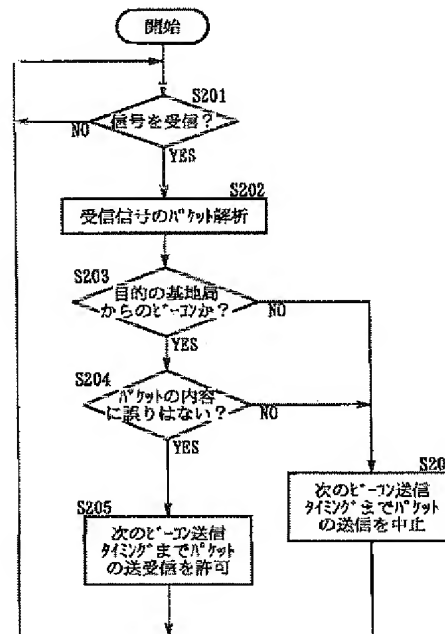 開始
S201
信号を受信?
NO
YES
S202
受信信号のパケット解析
S203
目的の基地局
からのビーコンか?
NO
YES
S204
パケットの内容
に誤りはない?
NO
YES
S205
次のビーコン送信
タイミングまでパケット
の送受信を許可
次のビーコン送信
タイミングまでパケット
の送信を中止